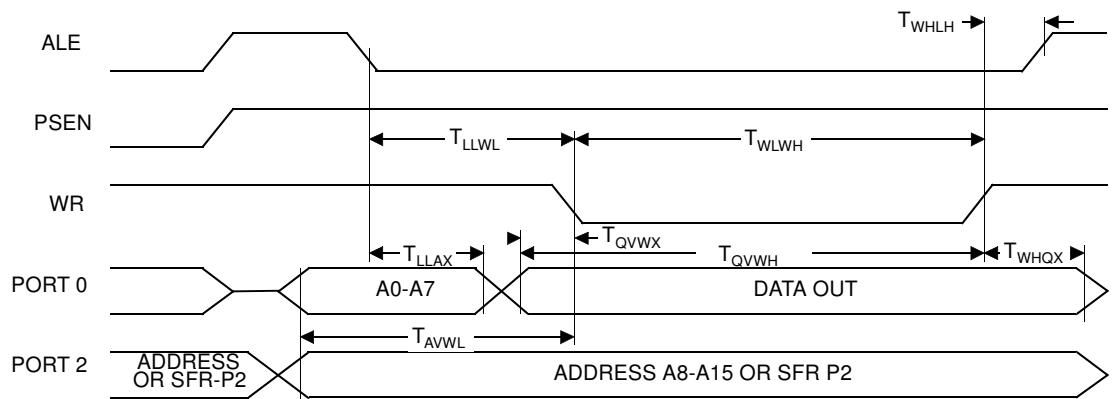 T_WHLH
ALE
PSEN
T_LLWL
T_WLWH
WR
T_QVWX
T_LLAX
T_QVWH
T_WHQX
PORT 0
A0-A7
DATA OUT
T_AVWL
PORT 2
ADDRESS
OR SFR-P2
ADDRESS A8-A15 OR SFR P2